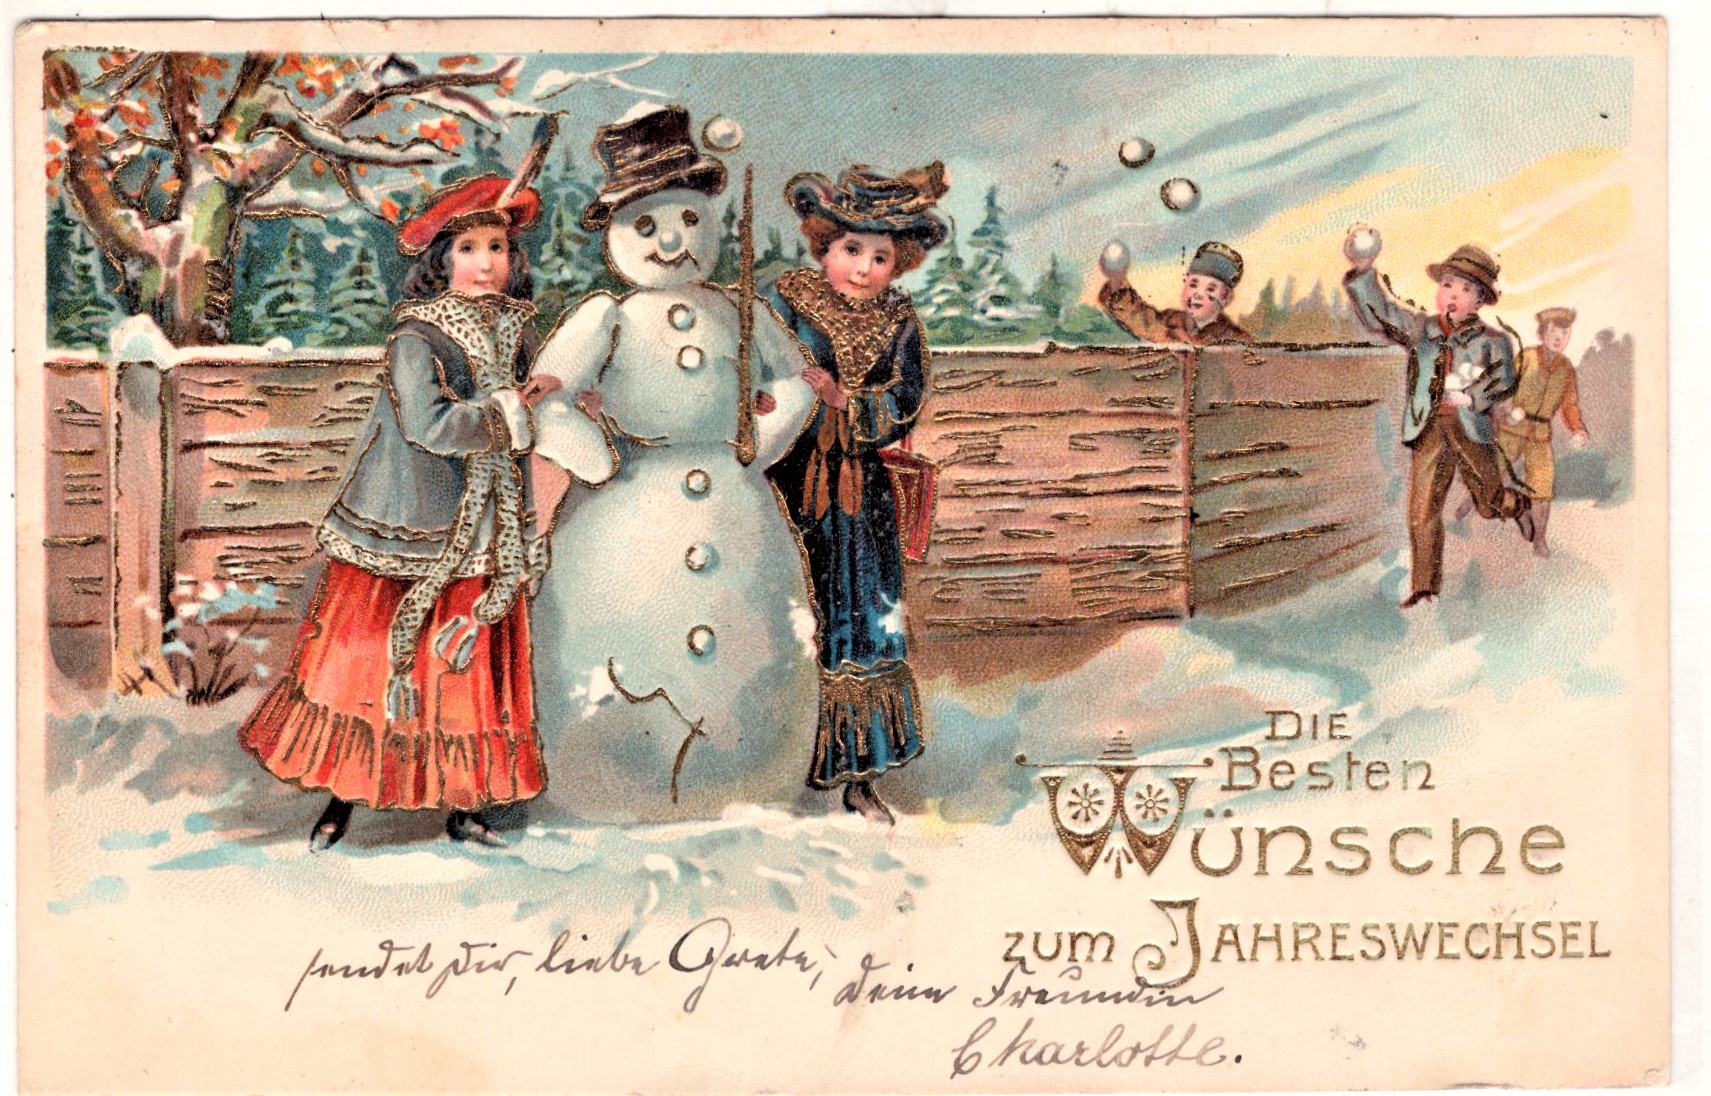 Die
Besten
Wünsche
zum Jahreswechsel
sendet Dir, liebe Grete,
Deine Freundin
Charlotte.